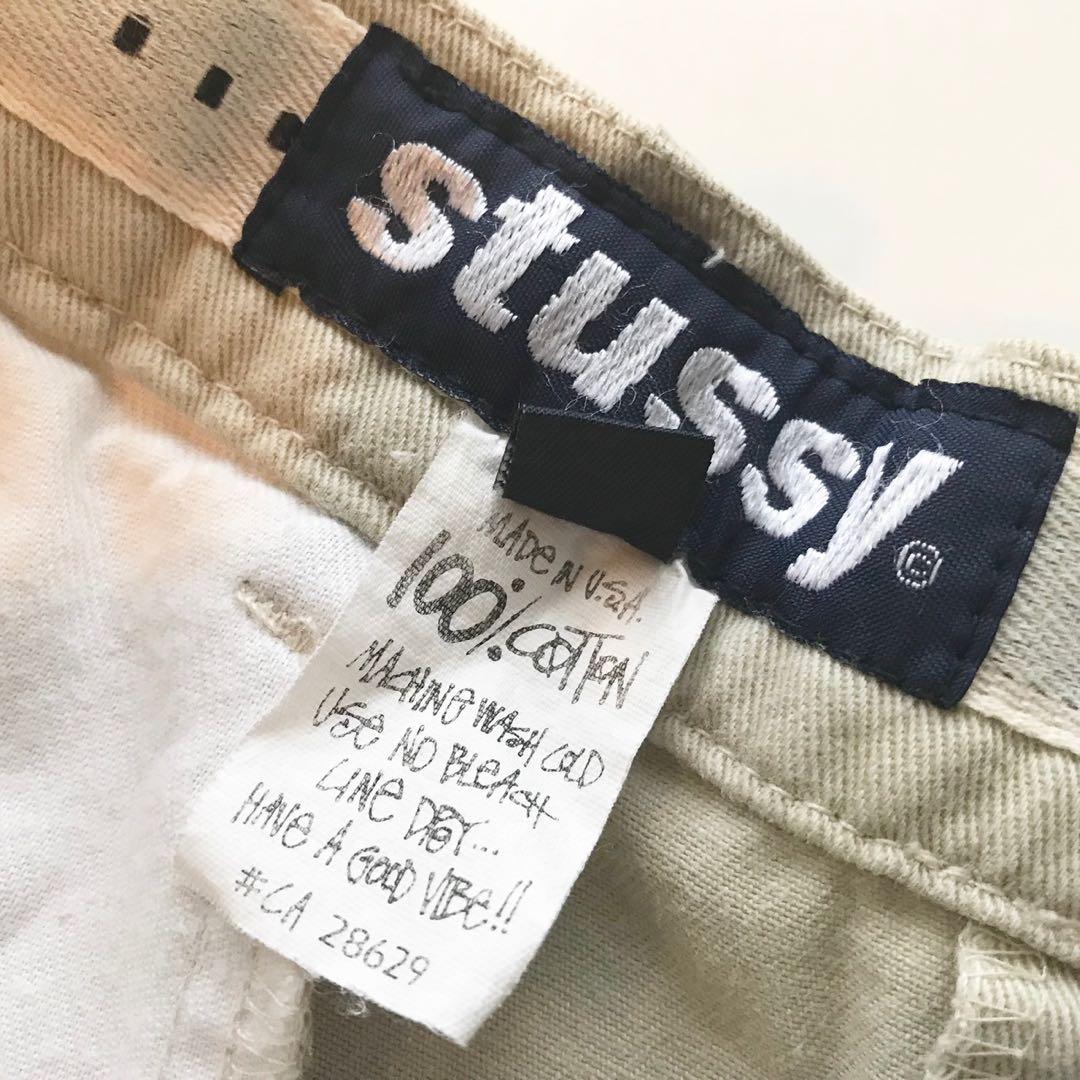 stussy
©
MADE IN U.S.A.
100% COTTON
MACHINE WASH COLD
USE NO BLEACH
LINE DRY...
HAVE A GOOD VIBE!!
#CA 28629